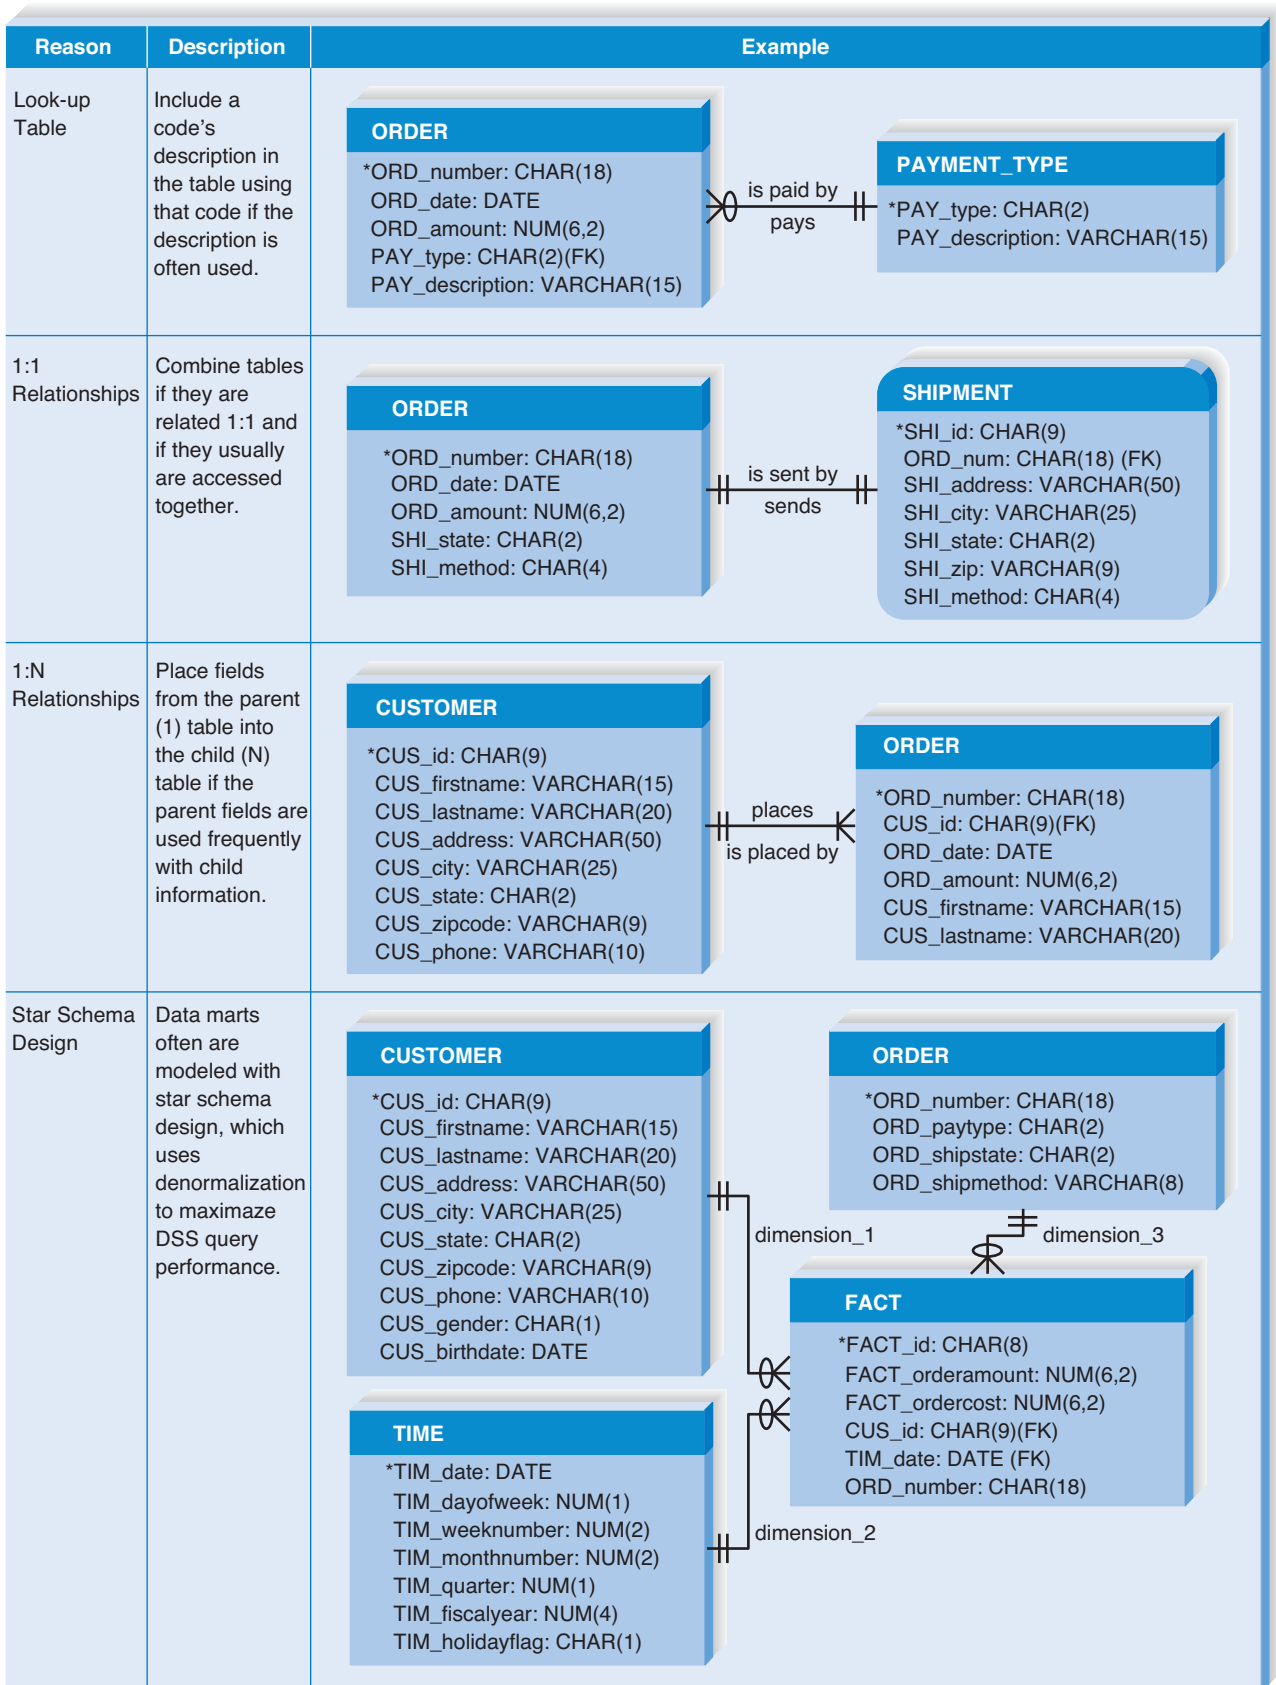 Reason
Description
Example
Look-up
Table
Include a
code's
description in
the table using
that code if the
description is
often used.
ORDER
*ORD_number: CHAR(18)
ORD_date: DATE
ORD_amount: NUM(6,2)
PAY_type: CHAR(2)(FK)
PAY_description: VARCHAR(15)
is paid by
pays
PAYMENT_TYPE
*PAY_type: CHAR(2)
PAY_description: VARCHAR(15)
1:1
Relationships
Combine tables
if they are
related 1:1 and
if they usually
are accessed
together.
ORDER
*ORD_number: CHAR(18)
ORD_date: DATE
ORD_amount: NUM(6,2)
SHI_state: CHAR(2)
SHI_method: CHAR(4)
is sent by
sends
SHIPMENT
*SHI_id: CHAR(9)
ORD_num: CHAR(18) (FK)
SHI_address: VARCHAR(50)
SHI_city: VARCHAR(25)
SHI_state: CHAR(2)
SHI_zip: VARCHAR(9)
SHI_method: CHAR(4)
1:N
Relationships
Place fields
from the parent
(1) table into
the child (N)
table if the
parent fields are
used frequently
with child
information.
CUSTOMER
*CUS_id: CHAR(9)
CUS_firstname: VARCHAR(15)
CUS_lastname: VARCHAR(20)
CUS_address: VARCHAR(50)
CUS_city: VARCHAR(25)
CUS_state: CHAR(2)
CUS_zipcode: VARCHAR(9)
CUS_phone: VARCHAR(10)
places
is placed by
ORDER
*ORD_number: CHAR(18)
CUS_id: CHAR(9)(FK)
ORD_date: DATE
ORD_amount: NUM(6,2)
CUS_firstname: VARCHAR(15)
CUS_lastname: VARCHAR(20)
Star Schema
Design
Data marts
often are
modeled with
star schema
design, which
uses
denormalization
to maximaze
DSS query
performance.
CUSTOMER
*CUS_id: CHAR(9)
CUS_firstname: VARCHAR(15)
CUS_lastname: VARCHAR(20)
CUS_address: VARCHAR(50)
CUS_city: VARCHAR(25)
CUS_state: CHAR(2)
CUS_zipcode: VARCHAR(9)
CUS_phone: VARCHAR(10)
CUS_gender: CHAR(1)
CUS_birthdate: DATE
dimension_1
ORDER
*ORD_number: CHAR(18)
ORD_paytype: CHAR(2)
ORD_shipstate: CHAR(2)
ORD_shipmethod: VARCHAR(8)
dimension_3
FACT
*FACT_id: CHAR(8)
FACT_orderamount: NUM(6,2)
FACT_ordercost: NUM(6,2)
CUS_id: CHAR(9)(FK)
TIM_date: DATE (FK)
ORD_number: CHAR(18)
TIME
*TIM_date: DATE
TIM_dayofweek: NUM(1)
TIM_weeknumber: NUM(2)
TIM_monthnumber: NUM(2)
TIM_quarter: NUM(1)
TIM_fiscalyear: NUM(4)
TIM_holidayflag: CHAR(1)
dimension_2